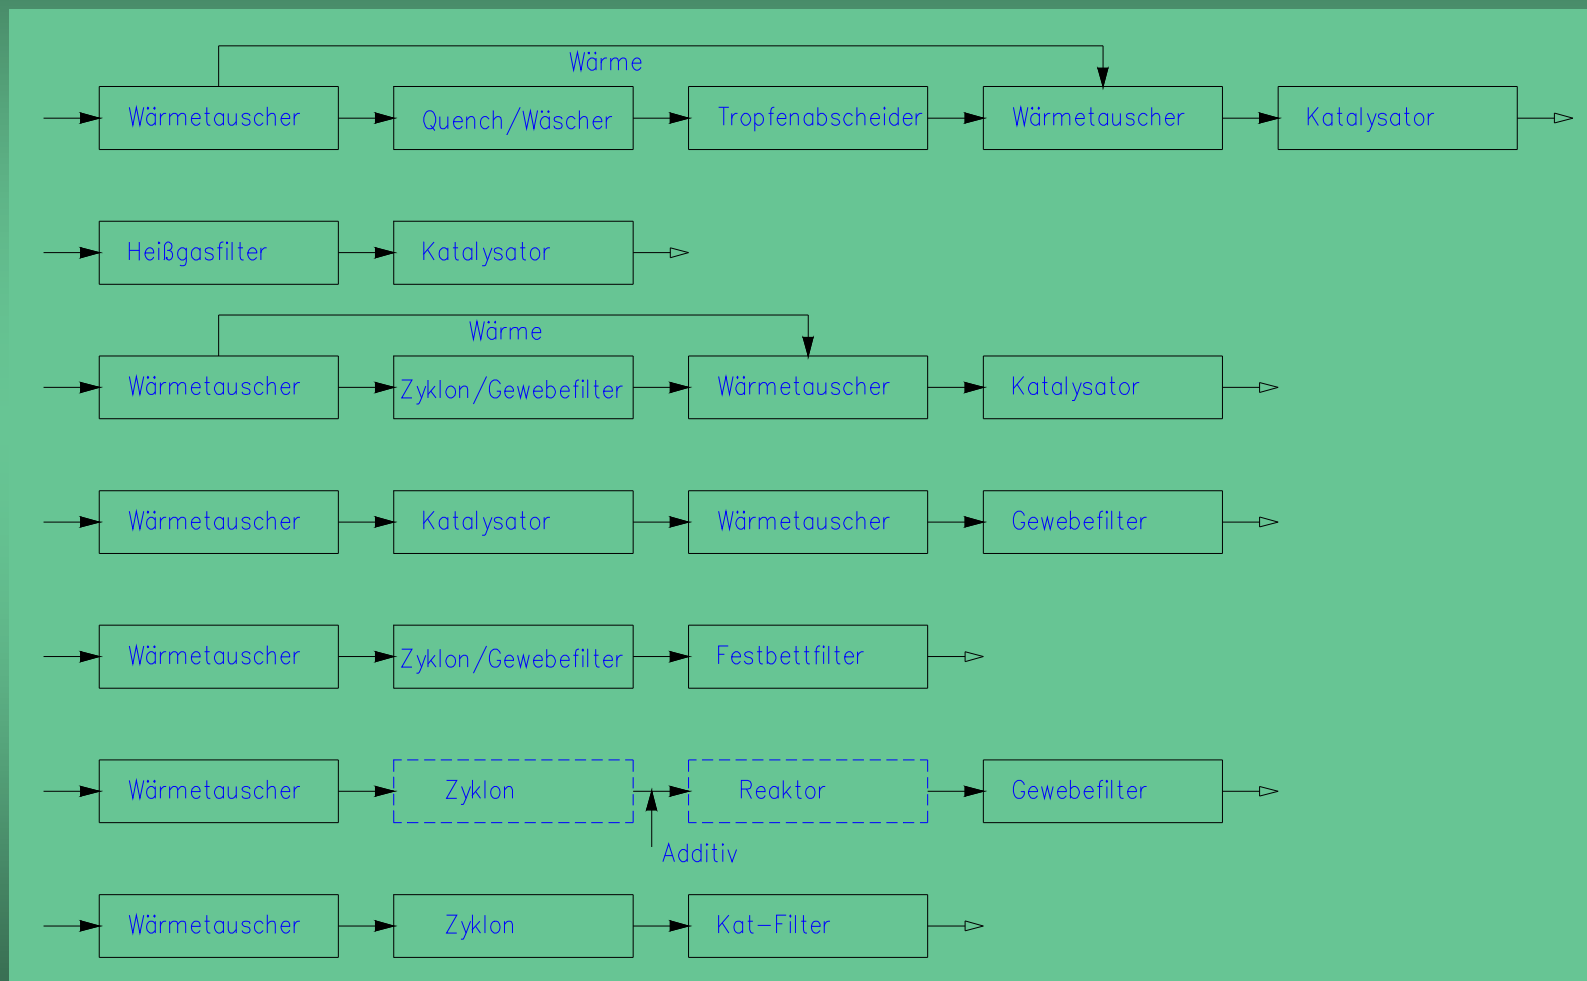 Wärme
Wärmetauscher Quench/Wäscher Tropfenabscheider Wärmetauscher Katalysator
Heißgasfilter Katalysator
Wärme
Wärmetauscher Zyklon/Gewebefilter Wärmetauscher Katalysator
Wärmetauscher Katalysator Wärmetauscher Gewebefilter
Wärmetauscher Zyklon/Gewebefilter Festbettfilter
Wärmetauscher Zyklon Reaktor Gewebefilter
Additiv
Wärmetauscher Zyklon Kat-Filter